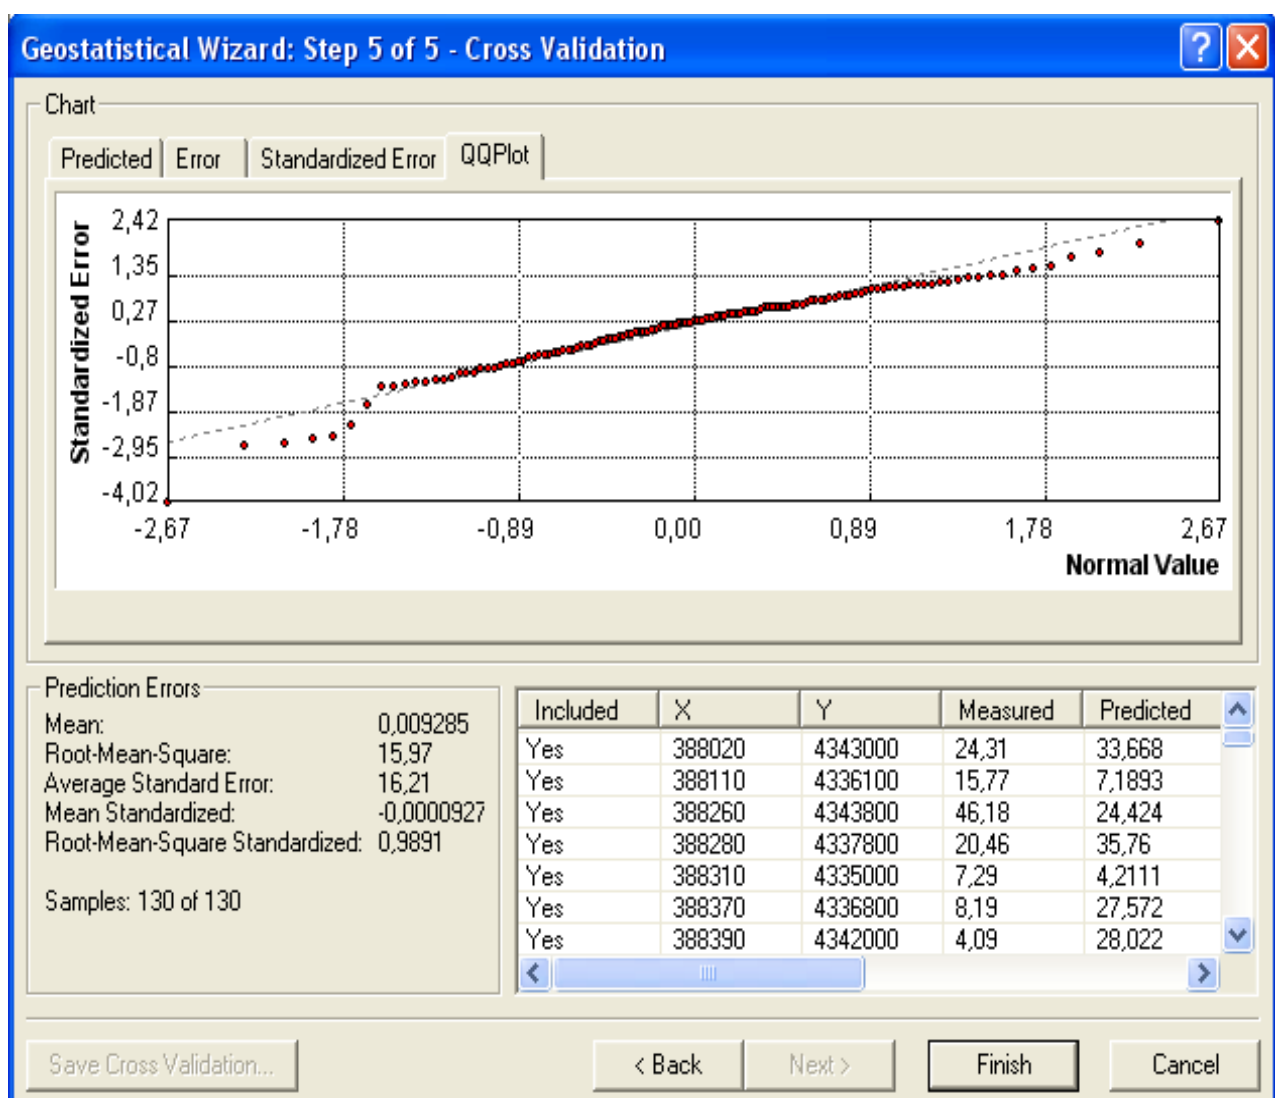 Geostatistical Wizard: Step 5 of 5 - Cross Validation
Chart
Predicted Error Standardized Error QQPlot
Standardized Error
2,42
1,35
0,27
-0,8
-1,87
-2,95
-4,02
-2,67 -1,78 -0,89 0,00 0,89 1,78 2,67
Normal Value
Prediction Errors
Mean: 0,009285
Root-Mean-Square: 15,97
Average Standard Error: 16,21
Mean Standardized: -0,0000927
Root-Mean-Square Standardized: 0,9891
Samples: 130 of 130
Included X Y Measured Predicted
Yes 388020 4343000 24,31 33,668
Yes 388110 4336100 15,77 7,1893
Yes 388260 4343800 46,18 24,424
Yes 388280 4337800 20,46 35,76
Yes 388310 4335000 7,29 4,2111
Yes 388370 4336800 8,19 27,572
Yes 388390 4342000 4,09 28,022
Save Cross Validation... < Back Next > Finish Cancel